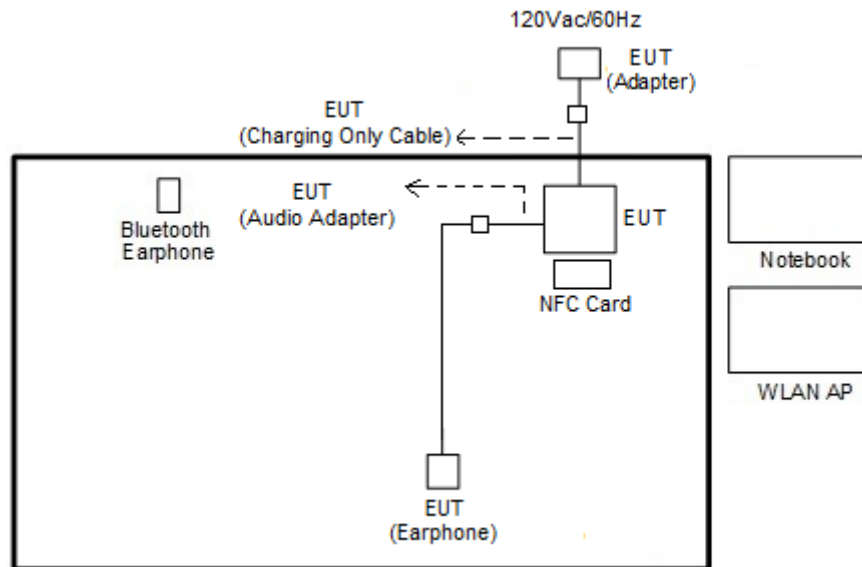 120Vac/60Hz
EUT
(Adapter)
EUT
(Charging Only Cable)
EUT
(Audio Adapter)
Bluetooth
Earphone
EUT
NFC Card
Notebook
WLAN AP
EUT
(Earphone)